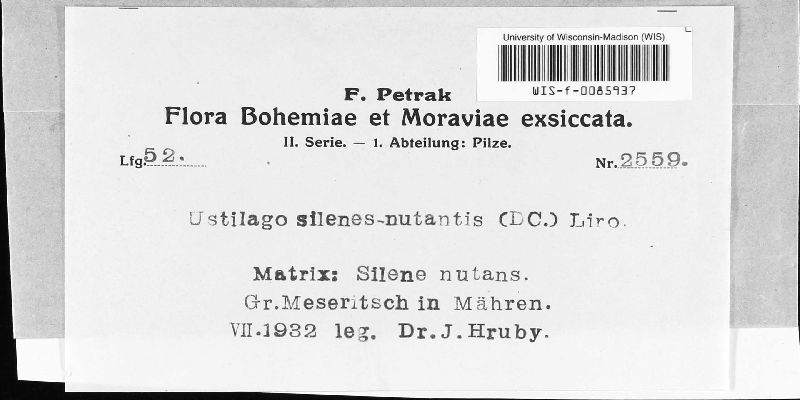 University of Wisconsin-Madison (WIS)
WIS-f-0085937
F. Petrak
Flora Bohemiae et Moraviae exsiccata.
II. Serie. — 1. Abteilung: Pilze.
Lfg. 52.
Nr. 2559.
Ustilago silenes-nutantis (DC.) Liro.
Matrix: Silene nutans.
Gr.Meseritsch in Mähren.
VII.1932 leg. Dr.J.Hruby.